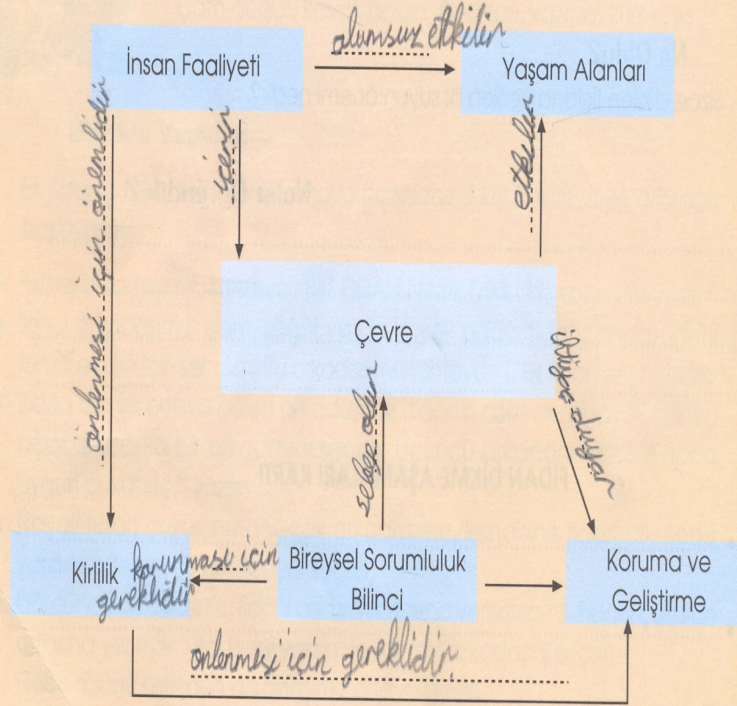 olumsuz etkiler
İnsan Faaliyeti
Yaşam Alanları
önlenmesi için önemlidir
içerir
etkiler
Çevre
sebep olur
ihtiyaç duyar
Kirlilik
korunması için
gereklidir
Bireysel Sorumluluk
Bilinci
Koruma ve
Geliştirme
önlenmesi için gereklidir.